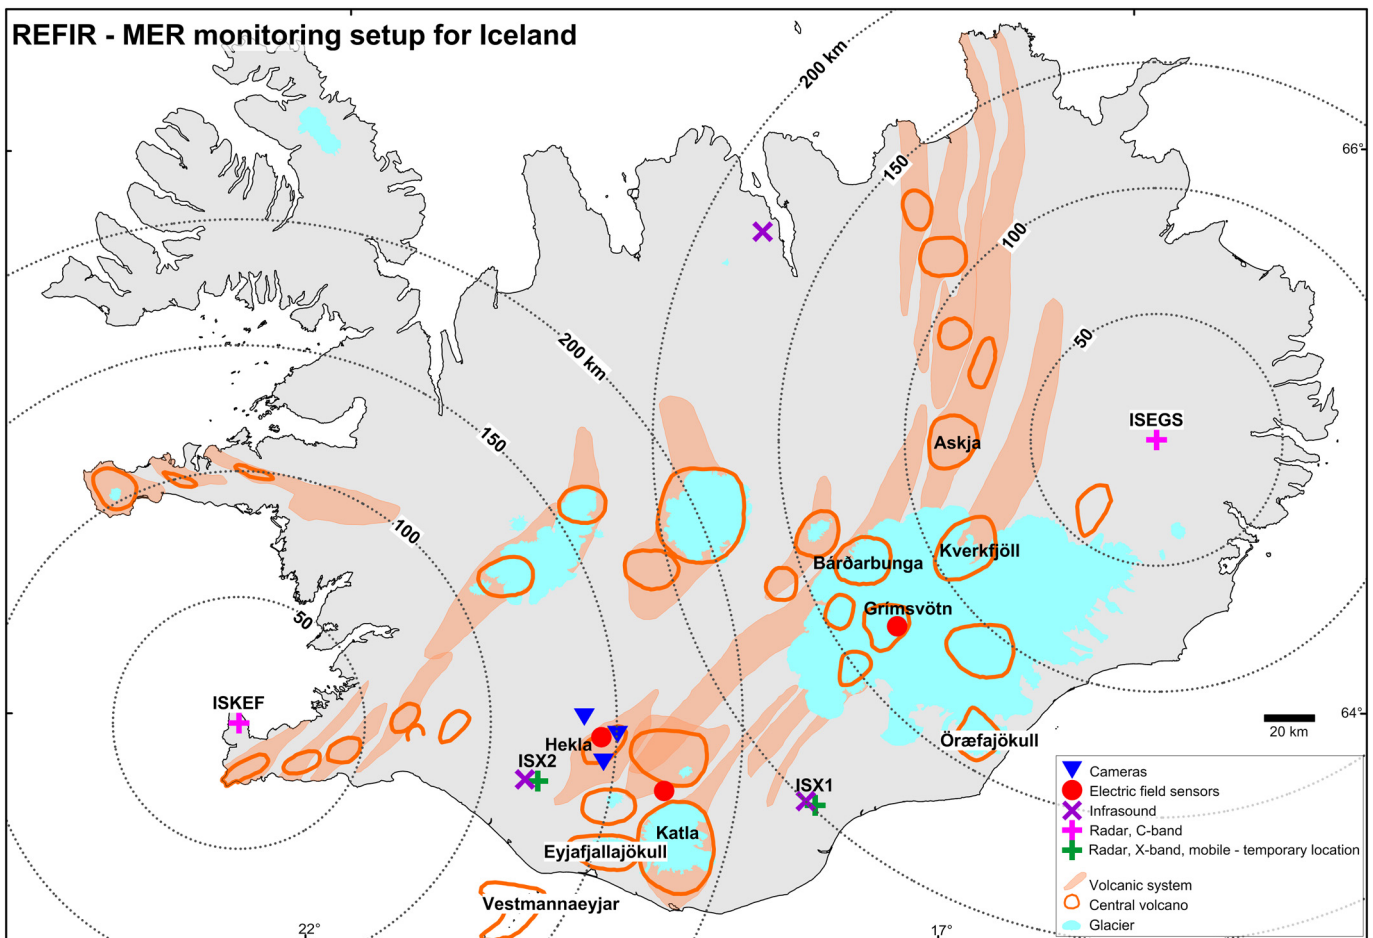 REFIR - MER monitoring setup for Iceland
200 km
66°
150
100
50
200 km
ISEGS
150
Askja
100
Kverkfjöll
Bárðarbunga
Grímsvötn
50
ISKEF
64°
20 km
Öræfajökull
Hekla
ISX2
ISX1
Katla
Eyjafjallajökull
Vestmannaeyjar
22°
17°
Cameras
Electric field sensors
Infrasound
Radar, C-band
Radar, X-band, mobile - temporary location
Volcanic system
Central volcano
Glacier